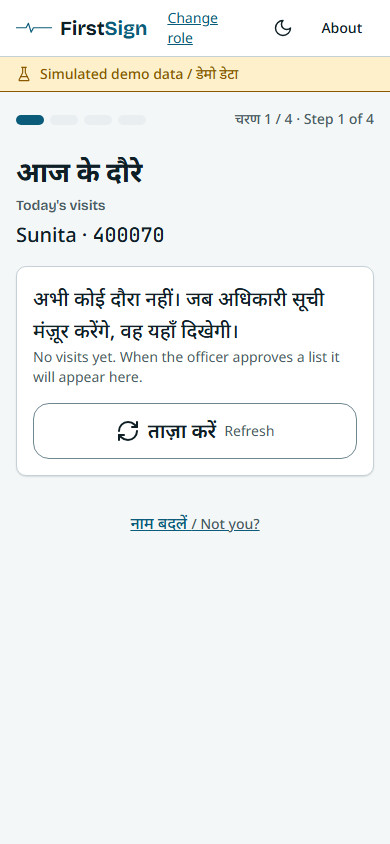 FirstSign
Change role
About
Simulated demo data / डेमो डेटा
चरण 1 / 4 · Step 1 of 4
आज के दौरे
Today's visits
Sunita · 400070
अभी कोई दौरा नहीं। जब अधिकारी सूची
मंज़ूर करेंगे, वह यहाँ दिखेगी।
No visits yet. When the officer approves a list it
will appear here.
ताज़ा करें Refresh
नाम बदलें / Not you?